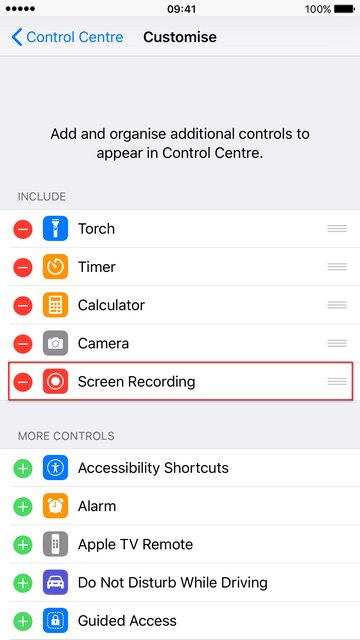 09:41
100%
Control Centre
Customise
Add and organise additional controls to
appear in Control Centre.
INCLUDE
Torch
Timer
Calculator
Camera
Screen Recording
MORE CONTROLS
Accessibility Shortcuts
Alarm
Apple TV Remote
Do Not Disturb While Driving
Guided Access